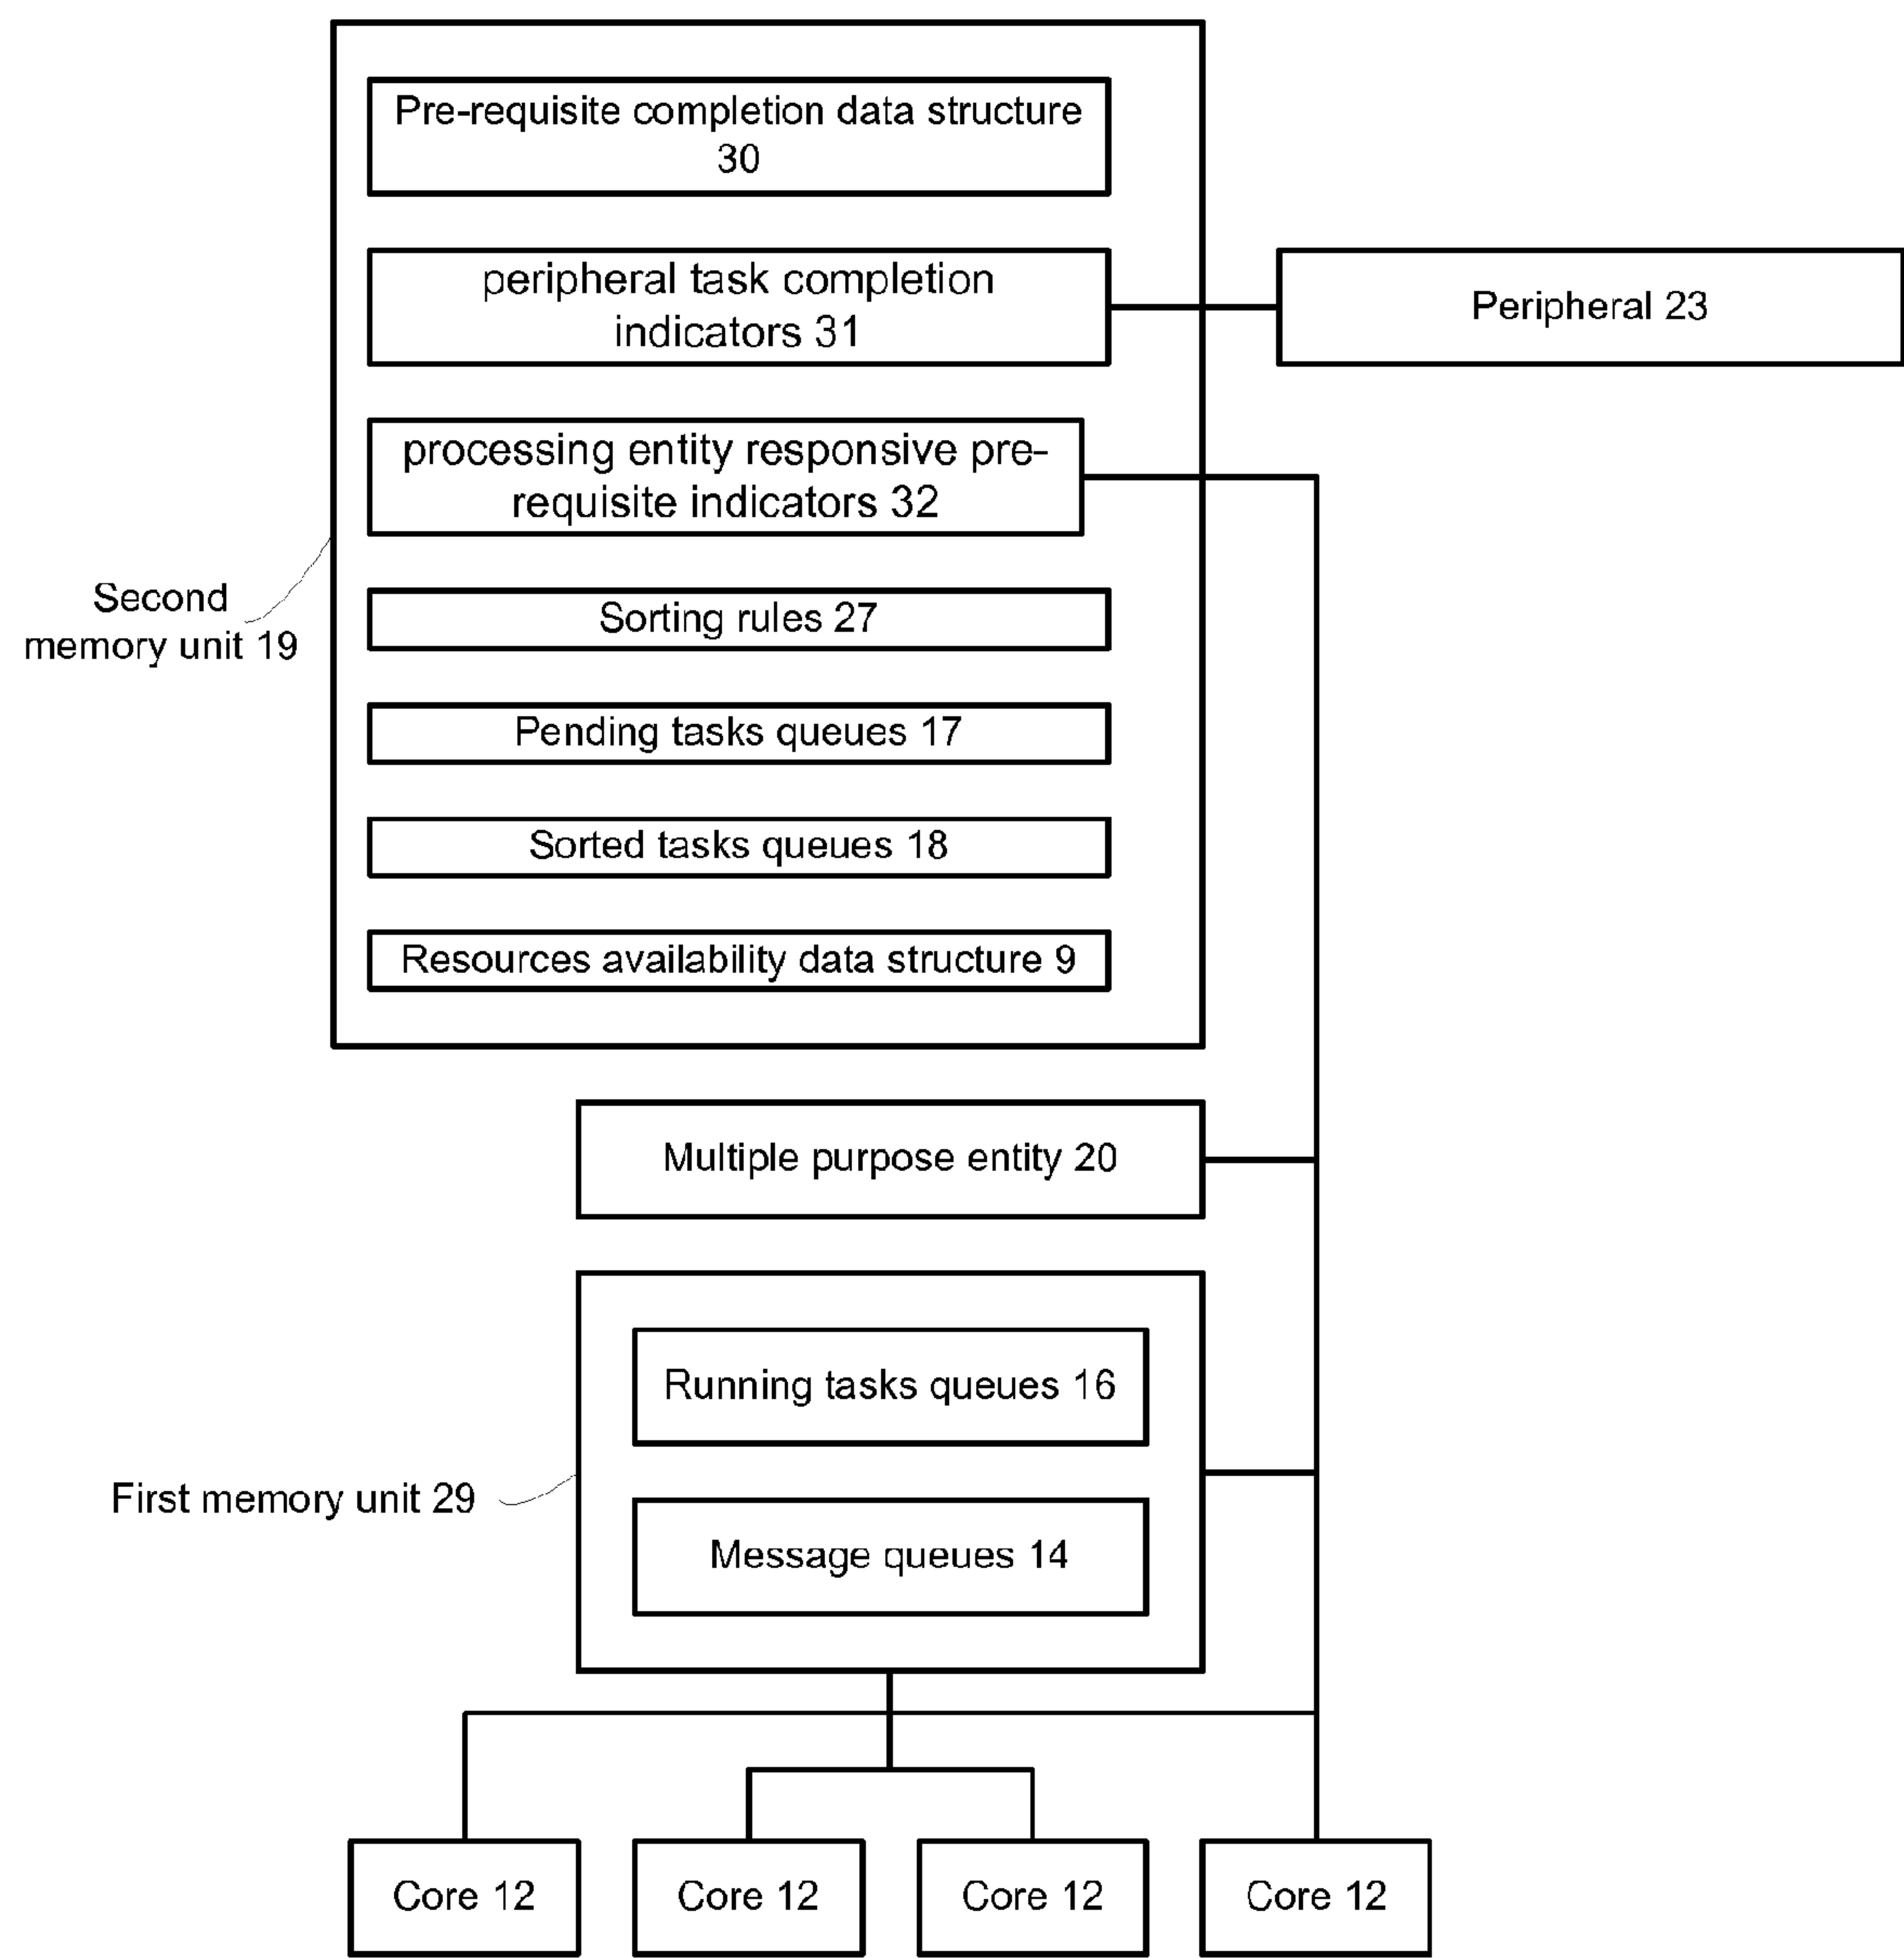 Pre-requisite completion data structure
30
peripheral task completion
indicators 31
Peripheral 23
processing entity responsive pre-
requisite indicators 32
Second
memory unit 19
Sorting rules 27
Pending tasks queues 17
Sorted tasks queues 18
Resources availability data structure 9
Multiple purpose entity 20
Running tasks queues 16
First memory unit 29
Message queues 14
Core 12
Core 12
Core 12
Core 12